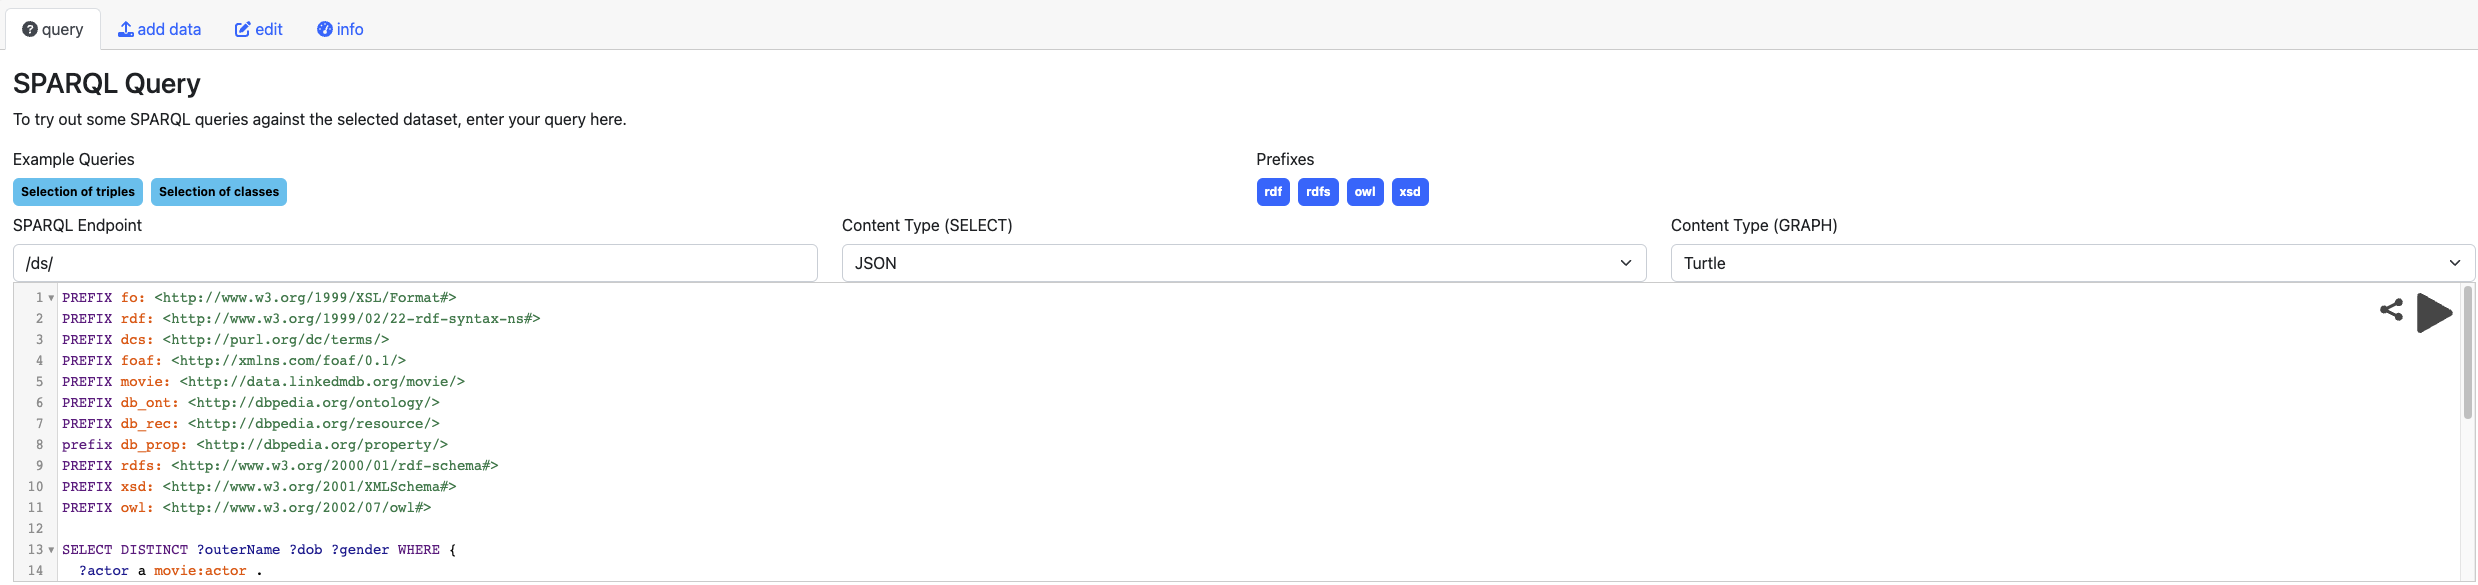 query add data edit info
SPARQL Query
To try out some SPARQL queries against the selected dataset, enter your query here.
Example Queries
Selection of triples Selection of classes
Prefixes
rdf rdfs owl xsd
SPARQL Endpoint
/ds/
Content Type (SELECT)
JSON
Content Type (GRAPH)
Turtle
1 PREFIX fo: <http://www.w3.org/1999/XSL/Format#>
2 PREFIX rdf: <http://www.w3.org/1999/02/22-rdf-syntax-ns#>
3 PREFIX dcs: <http://purl.org/dc/terms/>
4 PREFIX foaf: <http://xmlns.com/foaf/0.1/>
5 PREFIX movie: <http://data.linkedmdb.org/movie/>
6 PREFIX db_ont: <http://dbpedia.org/ontology/>
7 PREFIX db_rec: <http://dbpedia.org/resource/>
8 prefix db_prop: <http://dbpedia.org/property/>
9 PREFIX rdfs: <http://www.w3.org/2000/01/rdf-schema#>
10 PREFIX xsd: <http://www.w3.org/2001/XMLSchema#>
11 PREFIX owl: <http://www.w3.org/2002/07/owl#>
12
13 SELECT DISTINCT ?outerName ?dob ?gender WHERE {
14 ?actor a movie:actor .